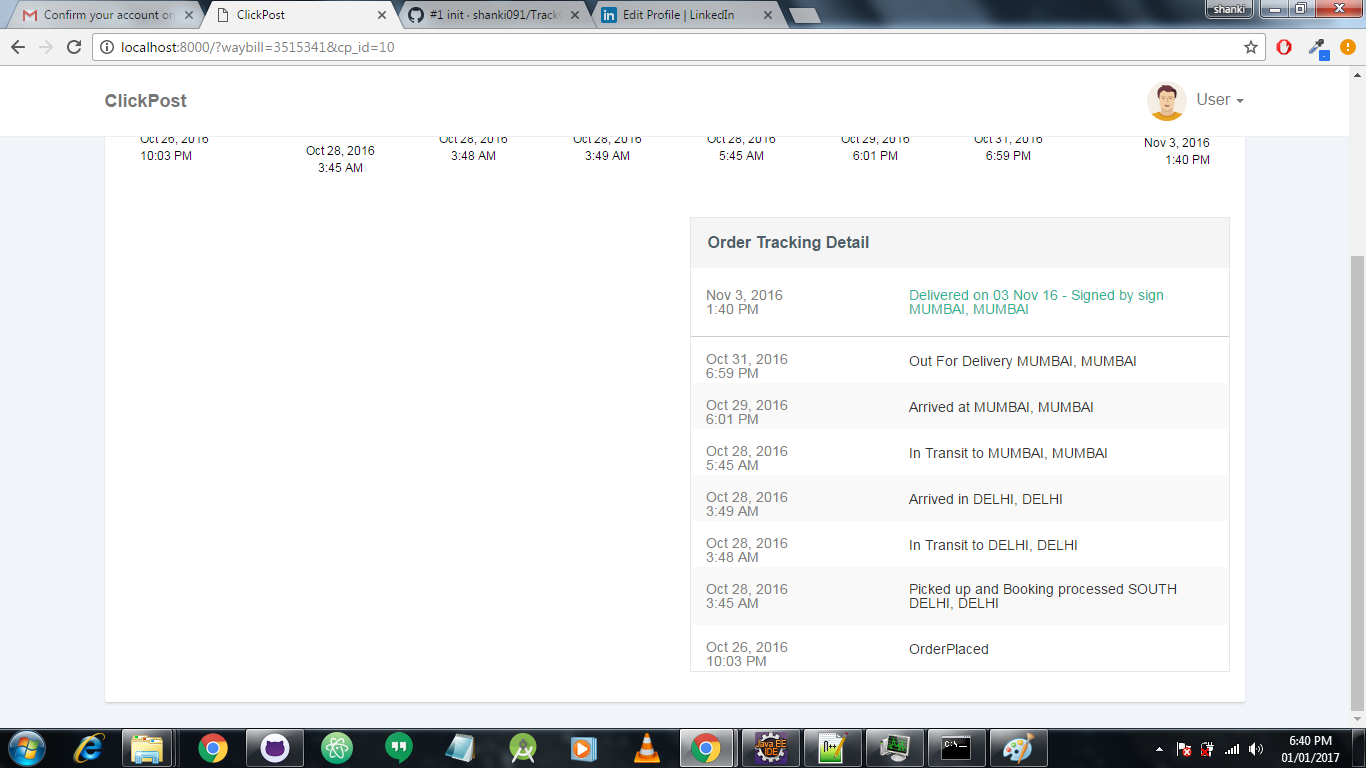 Confirm your account on
ClickPost
#1 init · shanki091/Track
Edit Profile | LinkedIn
shanki
localhost:8000/?waybill=3515341&cp_id=10
ClickPost
User
Oct 26, 2016
10:03 PM
Oct 28, 2016
3:45 AM
Oct 28, 2016
3:48 AM
Oct 28, 2016
3:49 AM
Oct 28, 2016
5:45 AM
Oct 29, 2016
6:01 PM
Oct 31, 2016
6:59 PM
Nov 3, 2016
1:40 PM
Order Tracking Detail
Nov 3, 2016
1:40 PM
Delivered on 03 Nov 16 - Signed by sign
MUMBAI, MUMBAI
Oct 31, 2016
6:59 PM
Out For Delivery MUMBAI, MUMBAI
Oct 29, 2016
6:01 PM
Arrived at MUMBAI, MUMBAI
Oct 28, 2016
5:45 AM
In Transit to MUMBAI, MUMBAI
Oct 28, 2016
3:49 AM
Arrived in DELHI, DELHI
Oct 28, 2016
3:48 AM
In Transit to DELHI, DELHI
Oct 28, 2016
3:45 AM
Picked up and Booking processed SOUTH
DELHI, DELHI
Oct 26, 2016
10:03 PM
OrderPlaced
Java EE
IDE
6:40 PM
01/01/2017